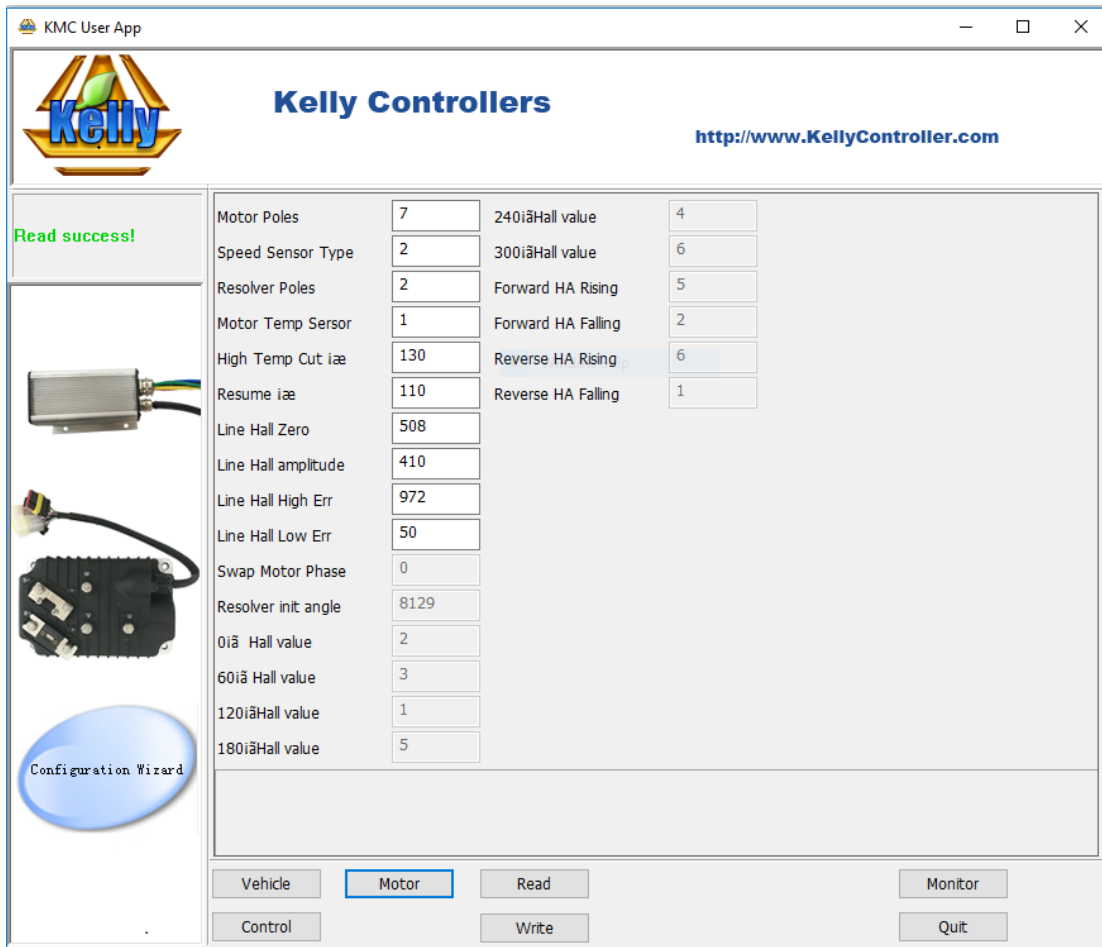 KMC User App
Kelly
Kelly Controllers
http://www.KellyController.com
Read success!
Motor Poles 7 240iãHall value 4
Speed Sensor Type 2 300iãHall value 6
Resolver Poles 2 Forward HA Rising 5
Motor Temp Sersor 1 Forward HA Falling 2
High Temp Cut iæ 130 Reverse HA Rising 6
Resume iæ 110 Reverse HA Falling 1
Line Hall Zero 508
Line Hall amplitude 410
Line Hall High Err 972
Line Hall Low Err 50
Swap Motor Phase 0
Resolver init angle 8129
0iã Hall value 2
60iã Hall value 3
120iãHall value 1
180iãHall value 5
Configuration Wizard
Vehicle Motor Read Monitor
Control Write Quit